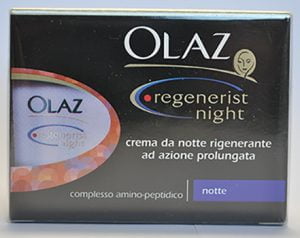 OLAZ
regenerist
night
crema da notte rigenerante
ad azione prolungata
OLAZ
regenerist
night
complesso amino-peptidico
notte